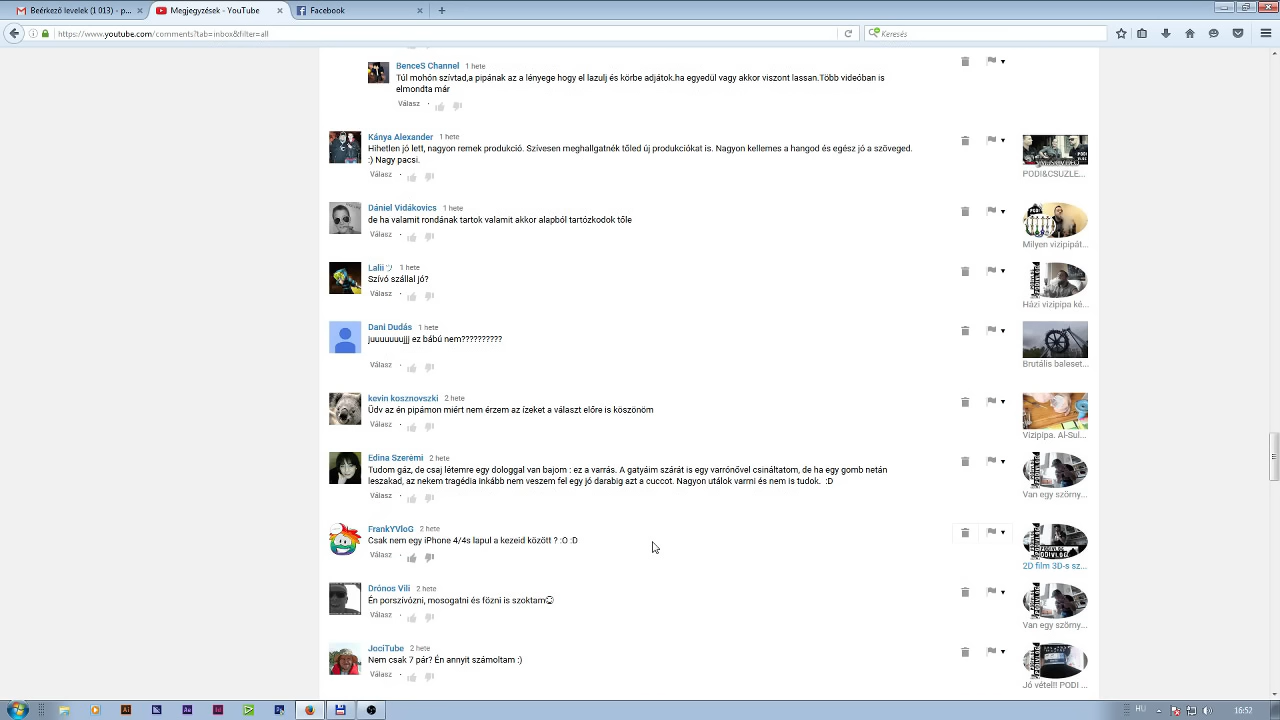 Beérkezett levelek (1 013) - p...
Megjegyzések - YouTube
Facebook
https://www.youtube.com/comments?tab=inbox&filter=all
Keresés
BenceS Channel 1 hete
Túl mohón szívtad,a pipának az a lényege hogy el lazulj és körbe adjátok.ha egyedül vagy akkor viszont lassan.Több videóban is
elmondta már
Válasz
Kánya Alexander 1 hete
Hihetlen jó lett, nagyon remek produkció. Szívesen meghallgatnék tőled új produkciókat is. Nagyon kellemes a hangod és egész jó a szöveged.
:) Nagy pacsi.
Válasz
PODI&CSUZLE...
Dániel Vidákovics 1 hete
de ha valamit rondának tartok valamit akkor alapból tartózkodok tőle
Válasz
Milyen vizipipát...
Lalii ツ 1 hete
Szívó szállal jó?
Válasz
Házi vizipipa ké...
Dani Dudás 1 hete
juuuuuuujjj ez bábú nem??????????
Válasz
Brutális baleset...
kevin kosznovszki 2 hete
Üdv az én pipámon miért nem érzem az ízeket a választ előre is köszönöm
Válasz
Vizipipa. Al-Sul...
Edina Szerémi 2 hete
Tudom gáz, de csaj létemre egy dologgal van bajom : ez a varrás. A gatyáim szárát is egy varrónővel csináltatom, de ha egy gomb netán
leszakad, az nekem tragédia inkább nem veszem fel egy jó darabig azt a cuccot. Nagyon utálok varrni és nem is tudok. :D
Válasz
Van egy szörny...
FrankYVloG 2 hete
Csak nem egy iPhone 4/4s lapul a kezeid között ? :O :D
Válasz
2D film 3D-s sz...
Drónos Vili 2 hete
Én porszívózni, mosogatni és főzni is szoktam☺
Válasz
Van egy szörny...
JociTube 2 hete
Nem csak 7 pár? Én annyit számoltam :)
Válasz
Jó vétel!! PODI ...
HU
16:52